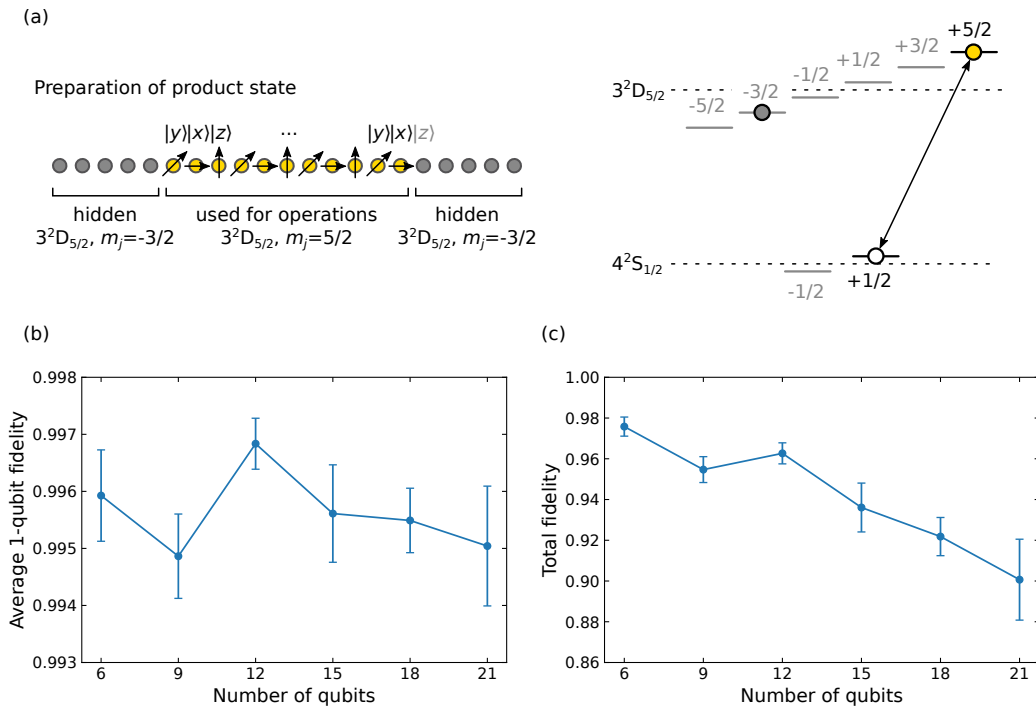 (a)
Preparation of product state
|y⟩|x⟩|z⟩ ... |y⟩|x⟩|z⟩
hidden used for operations hidden
3²D₅/₂, mⱼ=-3/2 3²D₅/₂, mⱼ=5/2 3²D₅/₂, mⱼ=-3/2
+5/2
+3/2
+1/2
-1/2
-3/2
-5/2
3²D₅/₂
4²S₁/₂
+1/2
-1/2
(b)
0.998
0.997
0.996
0.995
0.994
0.993
Average 1-qubit fidelity
6 9 12 15 18 21
Number of qubits
(c)
1.00
0.98
0.96
0.94
0.92
0.90
0.88
0.86
Total fidelity
6 9 12 15 18 21
Number of qubits